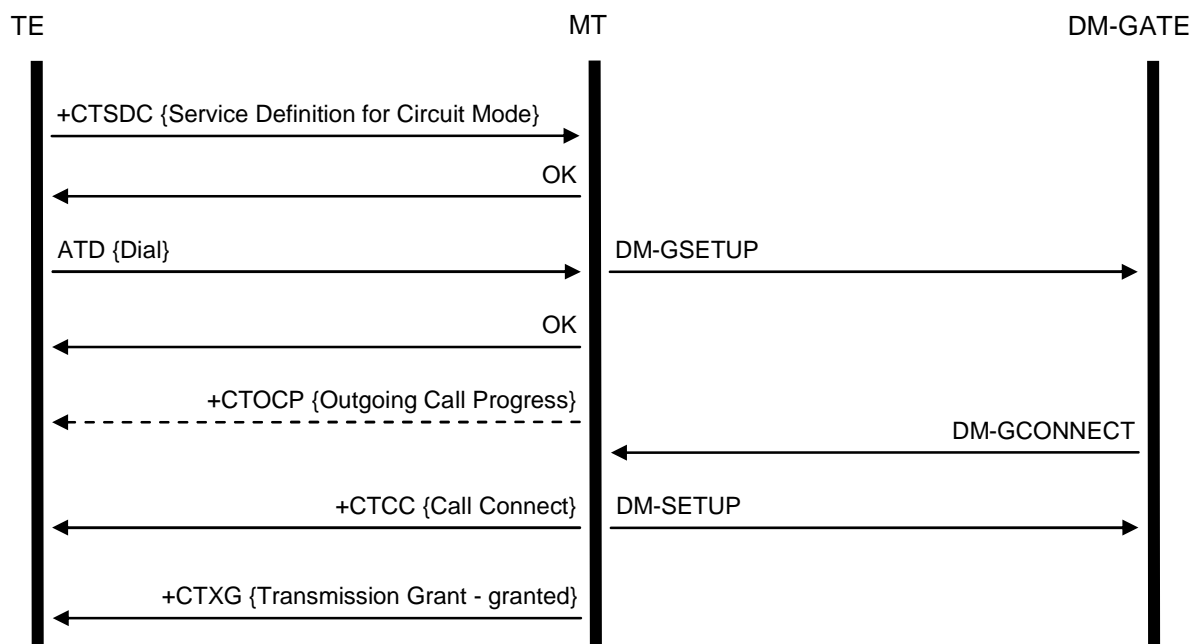 TE
MT
DM-GATE
+CTSDC {Service Definition for Circuit Mode}
OK
ATD {Dial}
DM-GSETUP
OK
+CTOCP {Outgoing Call Progress}
DM-GCONNECT
+CTCC {Call Connect}
DM-SETUP
+CTXG {Transmission Grant - granted}